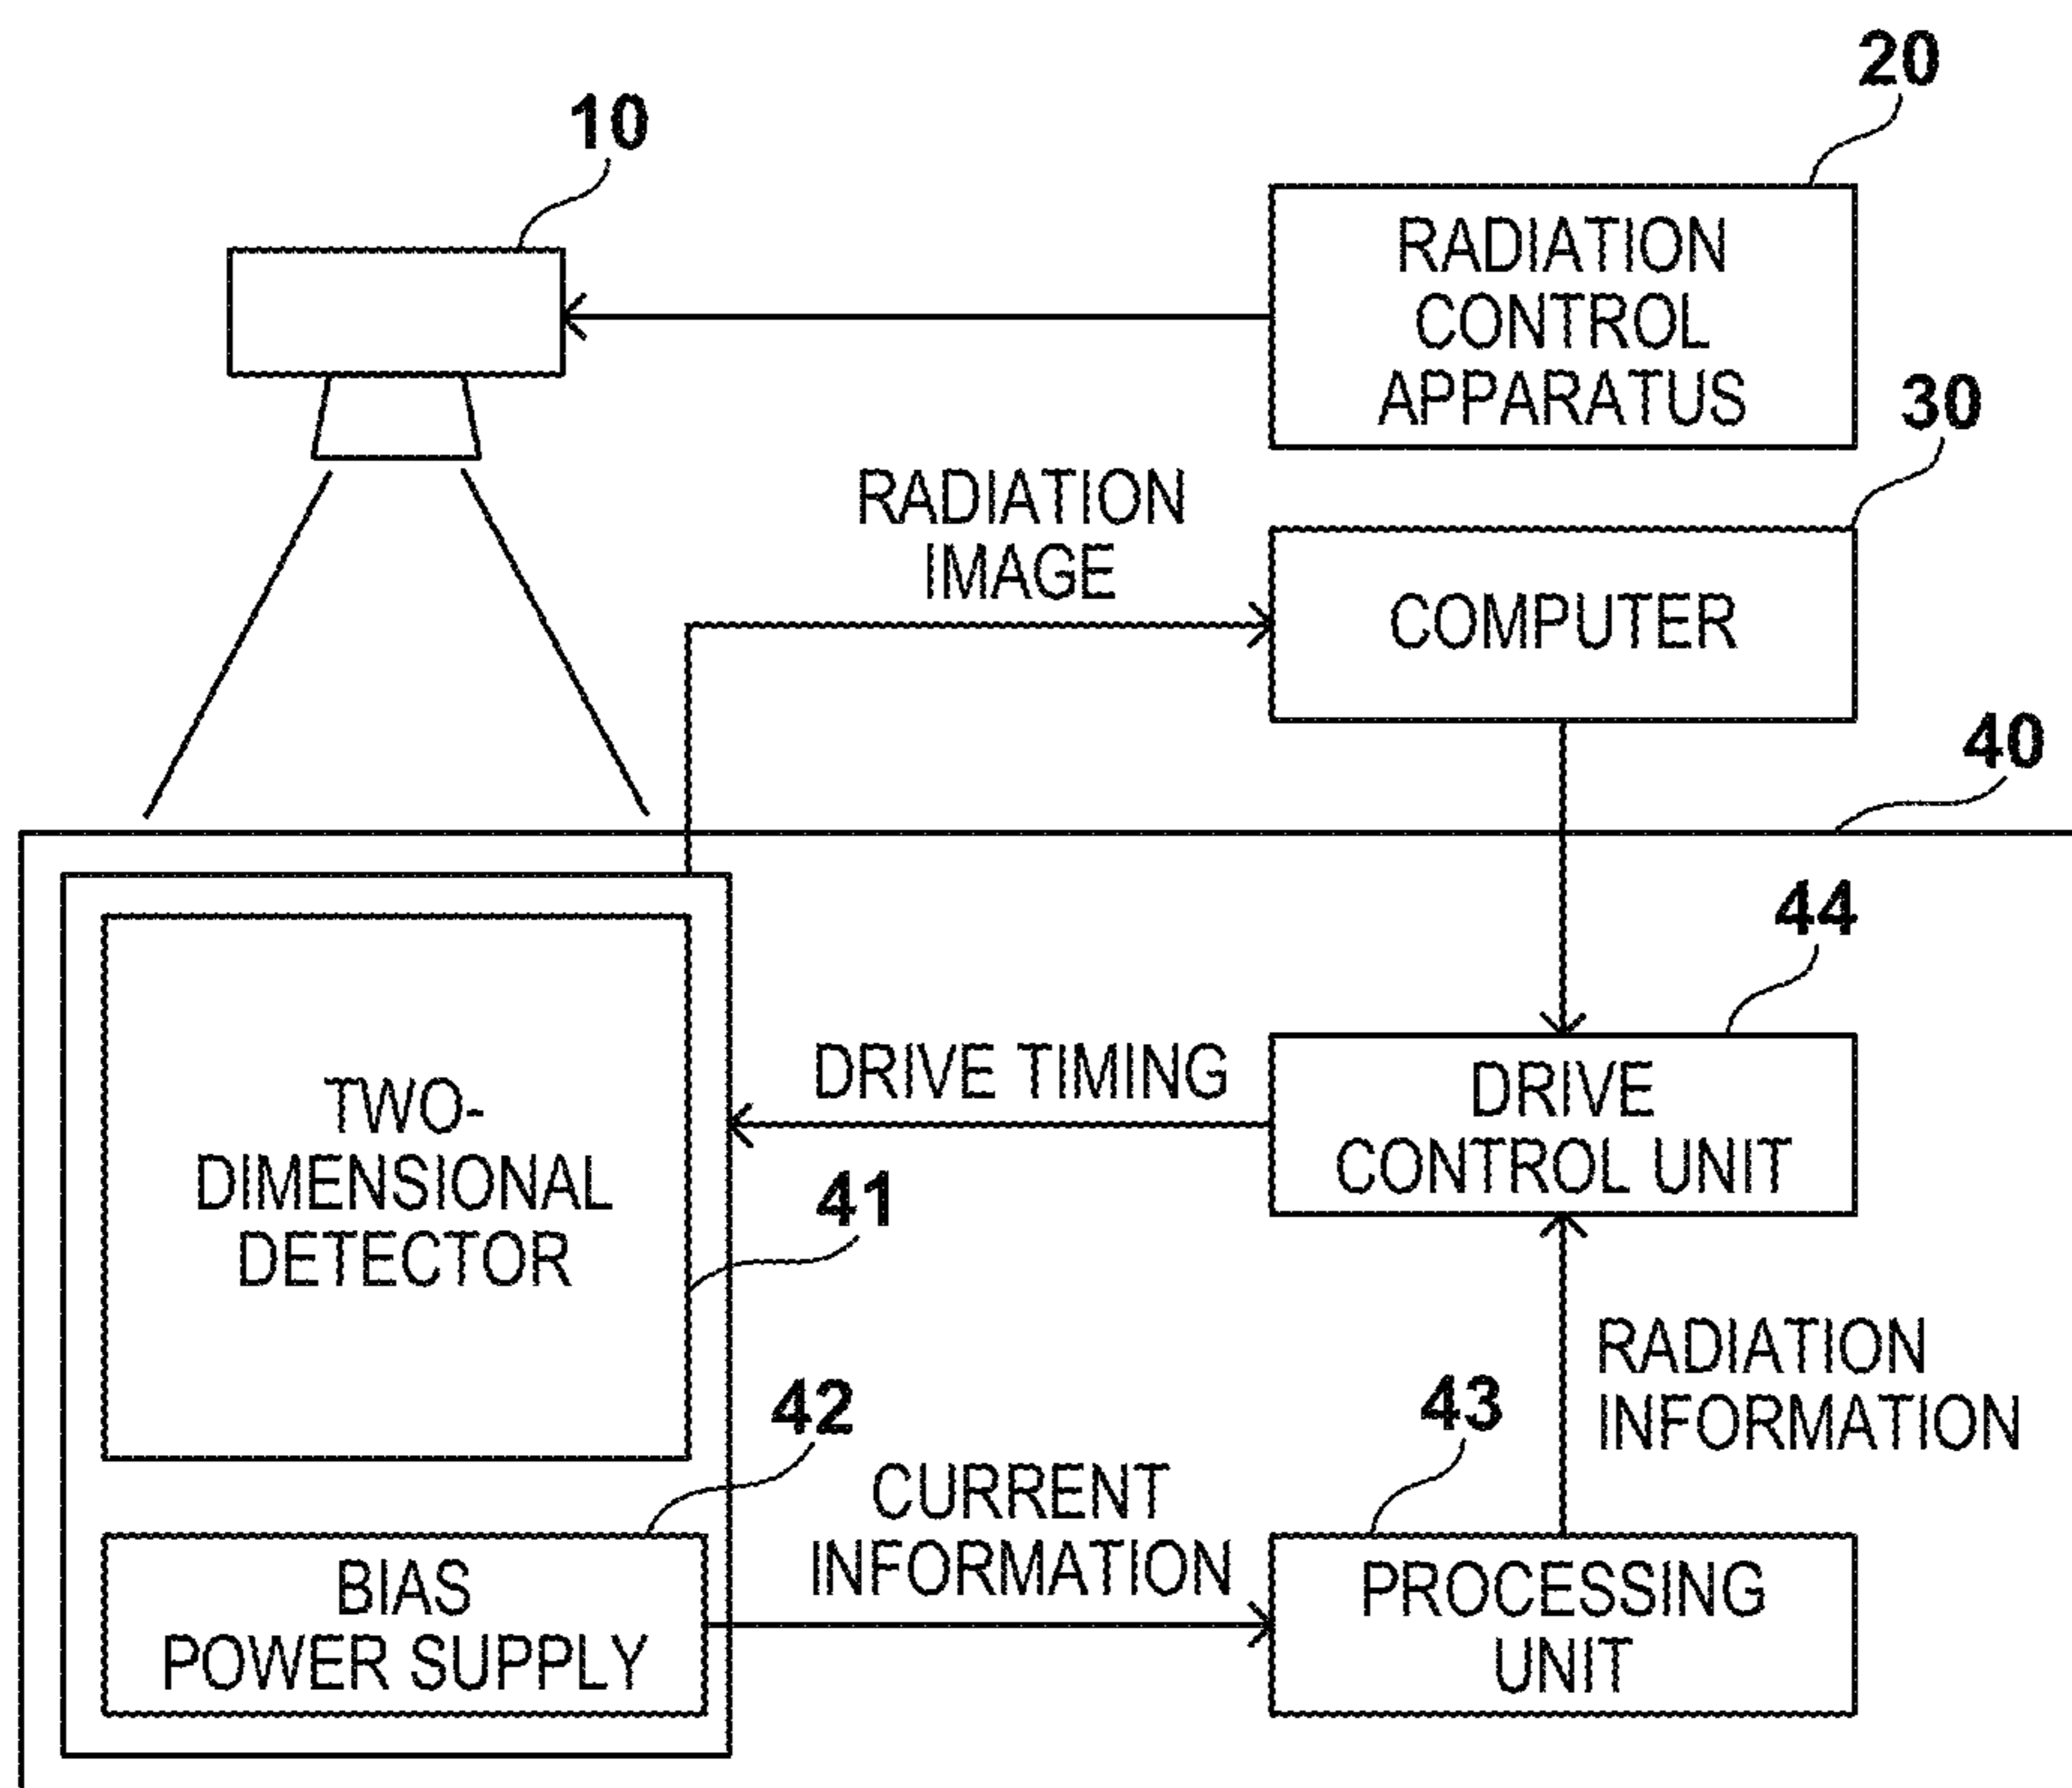 20
10
RADIATION
CONTROL
APPARATUS
30
RADIATION
IMAGE
COMPUTER
40
44
DRIVE TIMING
DRIVE
CONTROL UNIT
TWO-
DIMENSIONAL
DETECTOR
41
RADIATION
INFORMATION
42
43
CURRENT
INFORMATION
BIAS
POWER SUPPLY
PROCESSING
UNIT